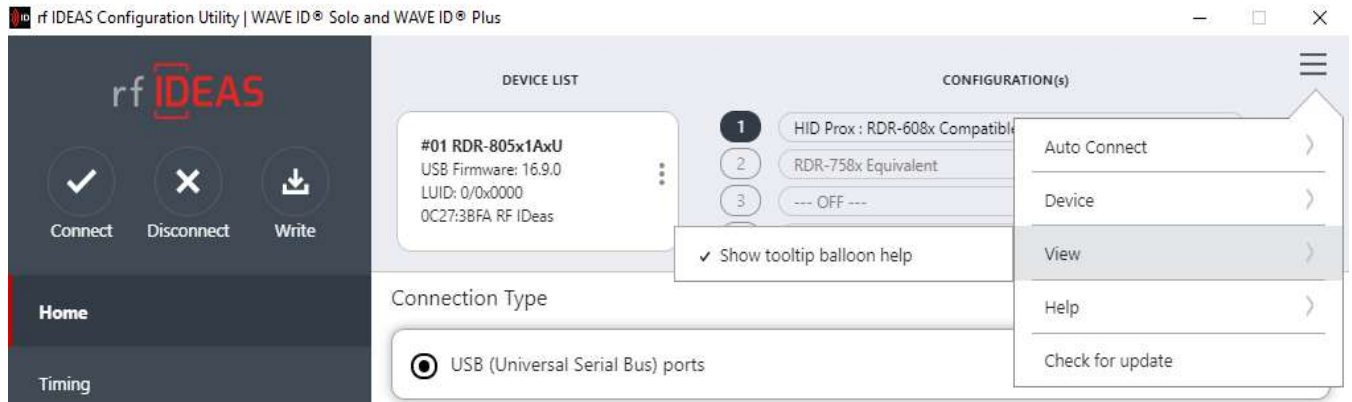 rf IDEAS Configuration Utility | WAVE ID® Solo and WAVE ID® Plus
rf IDEAS
Connect
Disconnect
Write
Home
Timing
DEVICE LIST
#01 RDR-805x1AxU
USB Firmware: 16.9.0
LUID: 0/0x0000
0C27:3BFA RF IDeas
CONFIGURATION(s)
1 HID Prox : RDR-608x Compatible
2 RDR-758x Equivalent
3 --- OFF ---
Auto Connect
Device
View
✓ Show tooltip balloon help
Help
Check for update
Connection Type
USB (Universal Serial Bus) ports